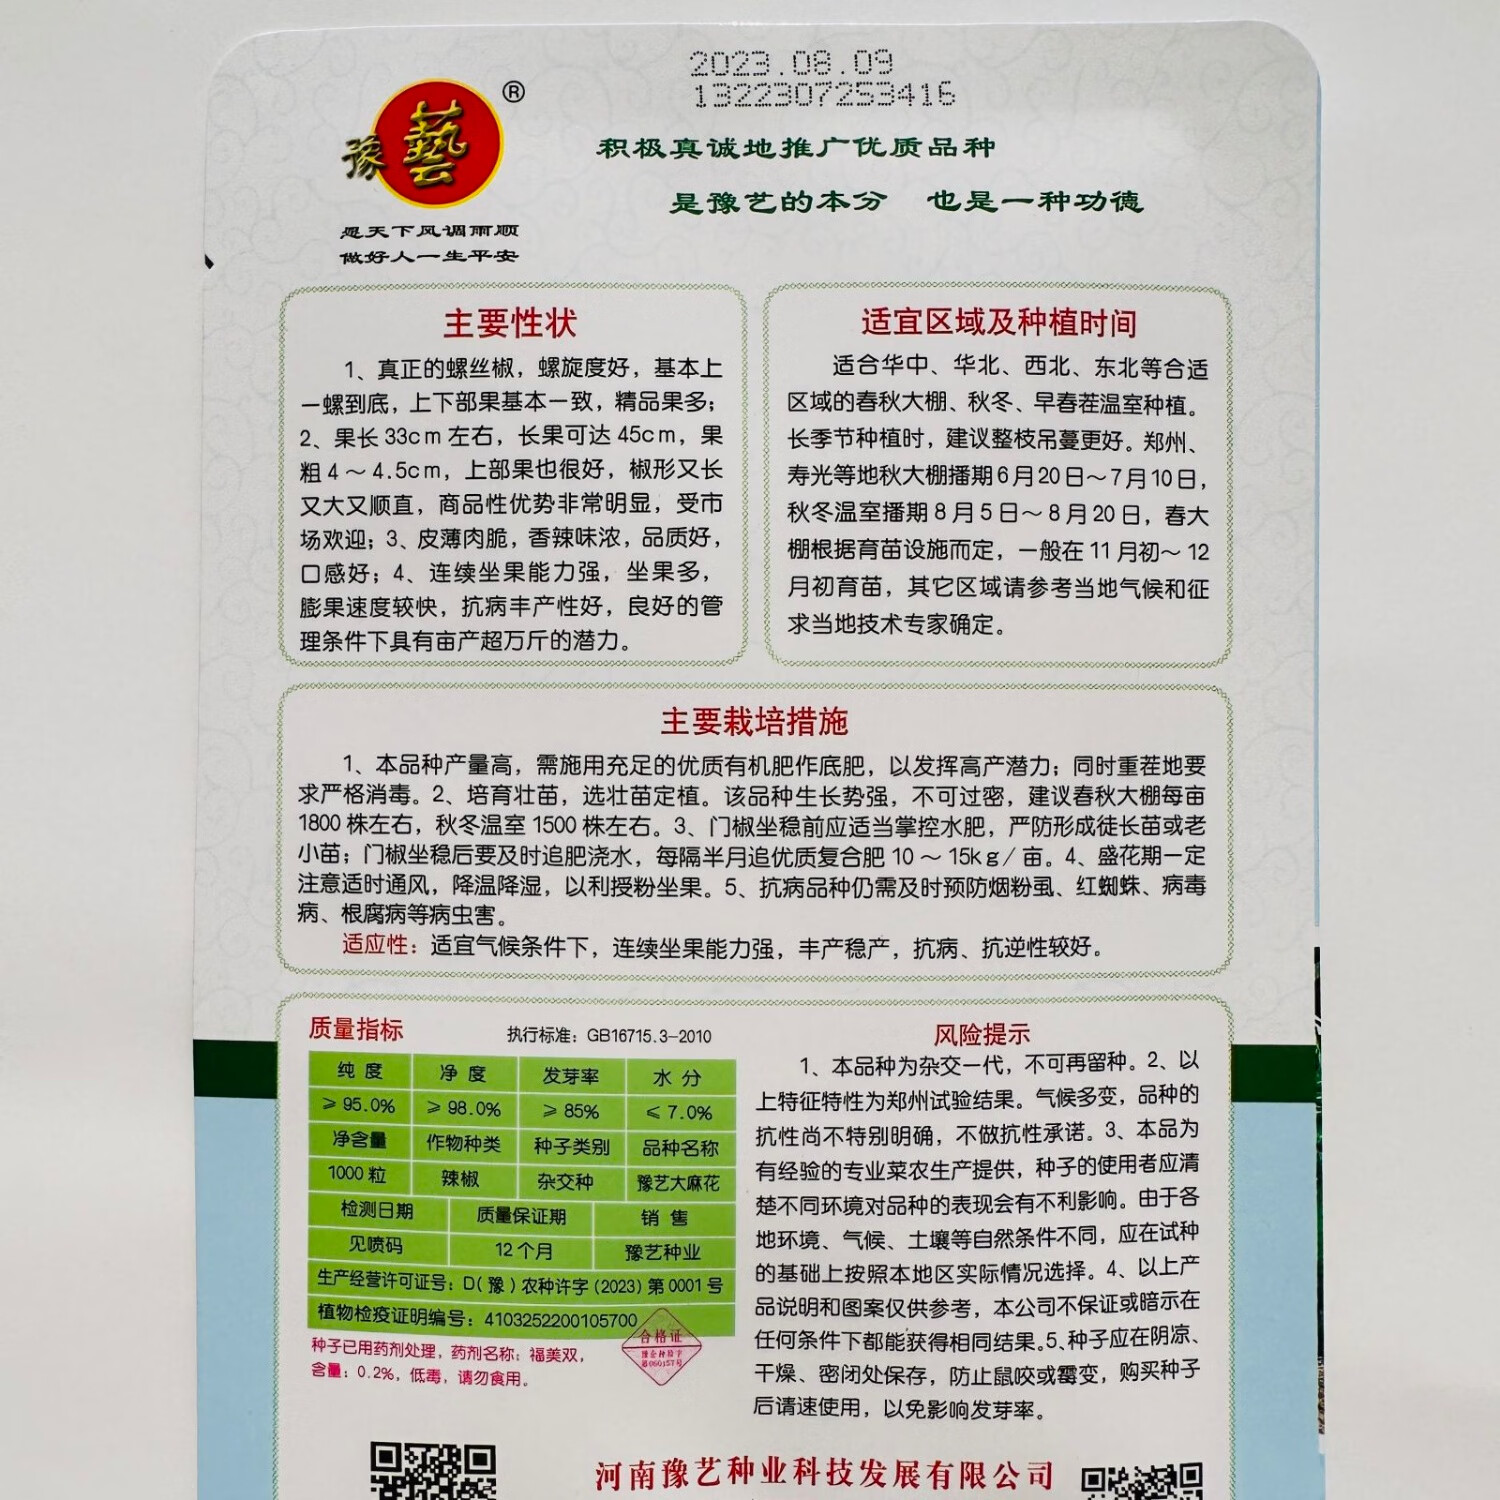 2023.08.09
1322307253416
豫藝®
积极真诚地推广优质品种
是豫艺的本分 也是一种功德
愿天下风调雨顺
做好人一生平安
主要性状
1、真正的螺丝椒，螺旋度好，基本上
一螺到底，上下部果基本一致，精品果多；
2、果长33cm左右，长果可达45cm，果
粗4～4.5cm，上部果也很好，椒形又长
又大又顺直，商品性优势非常明显，受市
场欢迎；3、皮薄肉脆，香辣味浓，品质好，
口感好；4、连续坐果能力强，坐果多，
膨果速度较快，抗病丰产性好，良好的管
理条件下具有亩产超万斤的潜力。
适宜区域及种植时间
适合华中、华北、西北、东北等合适
区域的春秋大棚、秋冬、早春茬温室种植。
长季节种植时，建议整枝吊蔓更好。郑州、
寿光等地秋大棚播期6月20日～7月10日，
秋冬温室播期8月5日～8月20日，春大
棚根据育苗设施而定，一般在11月初～12
月初育苗，其它区域请参考当地气候和征
求当地技术专家确定。
主要栽培措施
1、本品种产量高，需施用充足的优质有机肥作底肥，以发挥高产潜力；同时重茬地要
求严格消毒。2、培育壮苗，选壮苗定植。该品种生长势强，不可过密，建议春秋大棚每亩
1800株左右，秋冬温室1500株左右。3、门椒坐稳前应适当掌控水肥，严防形成徒长苗或老
小苗；门椒坐稳后要及时追肥浇水，每隔半月追优质复合肥10～15kg/亩。4、盛花期一定
注意适时通风，降温降湿，以利授粉坐果。5、抗病品种仍需及时预防烟粉虱、红蜘蛛、病毒
病、根腐病等病虫害。
适应性：适宜气候条件下，连续坐果能力强，丰产稳产，抗病、抗逆性较好。
质量指标 执行标准：GB16715.3-2010
纯度 净度 发芽率 水分
≥95.0% ≥98.0% ≥85% ≤7.0%
净含量 作物种类 种子类别 品种名称
1000粒 辣椒 杂交种 豫艺大麻花
检测日期 质量保证期 销售
见喷码 12个月 豫艺种业
生产经营许可证号：D(豫)农种许字(2023)第0001号
植物检疫证明编号：4103252200105700
合格证
种子已用药剂处理，药剂名称：福美双，
含量：0.2%，低毒，请勿食用。
风险提示
1、本品种为杂交一代，不可再留种。2、以
上特征特性为郑州试验结果。气候多变，品种的
抗性尚不特别明确，不做抗性承诺。3、本品为
有经验的专业菜农生产提供，种子的使用者应清
楚不同环境对品种的表现会有不利影响。由于各
地环境、气候、土壤等自然条件不同，应在试种
的基础上按照本地区实际情况选择。4、以上产
品说明和图案仅供参考，本公司不保证或暗示在
任何条件下都能获得相同结果。5、种子应在阴凉、
干燥、密闭处保存，防止鼠咬或霉变，购买种子
后请速使用，以免影响发芽率。
河南豫艺种业科技发展有限公司